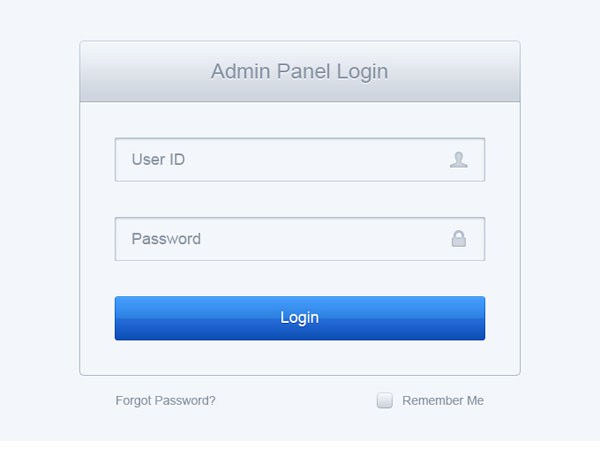 Admin Panel Login
User ID
Password
Login
Forgot Password?
Remember Me